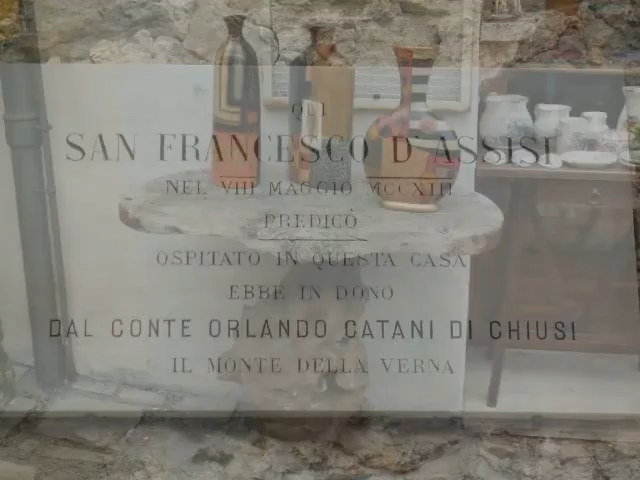 QUI
SAN FRANCESCO D'ASSISI
NEL VIII MAGGIO MCCXIII
PREDICÒ
OSPITATO IN QUESTA CASA
EBBE IN DONO
DAL CONTE ORLANDO CATANI DI CHIUSI
IL MONTE DELLA VERNA